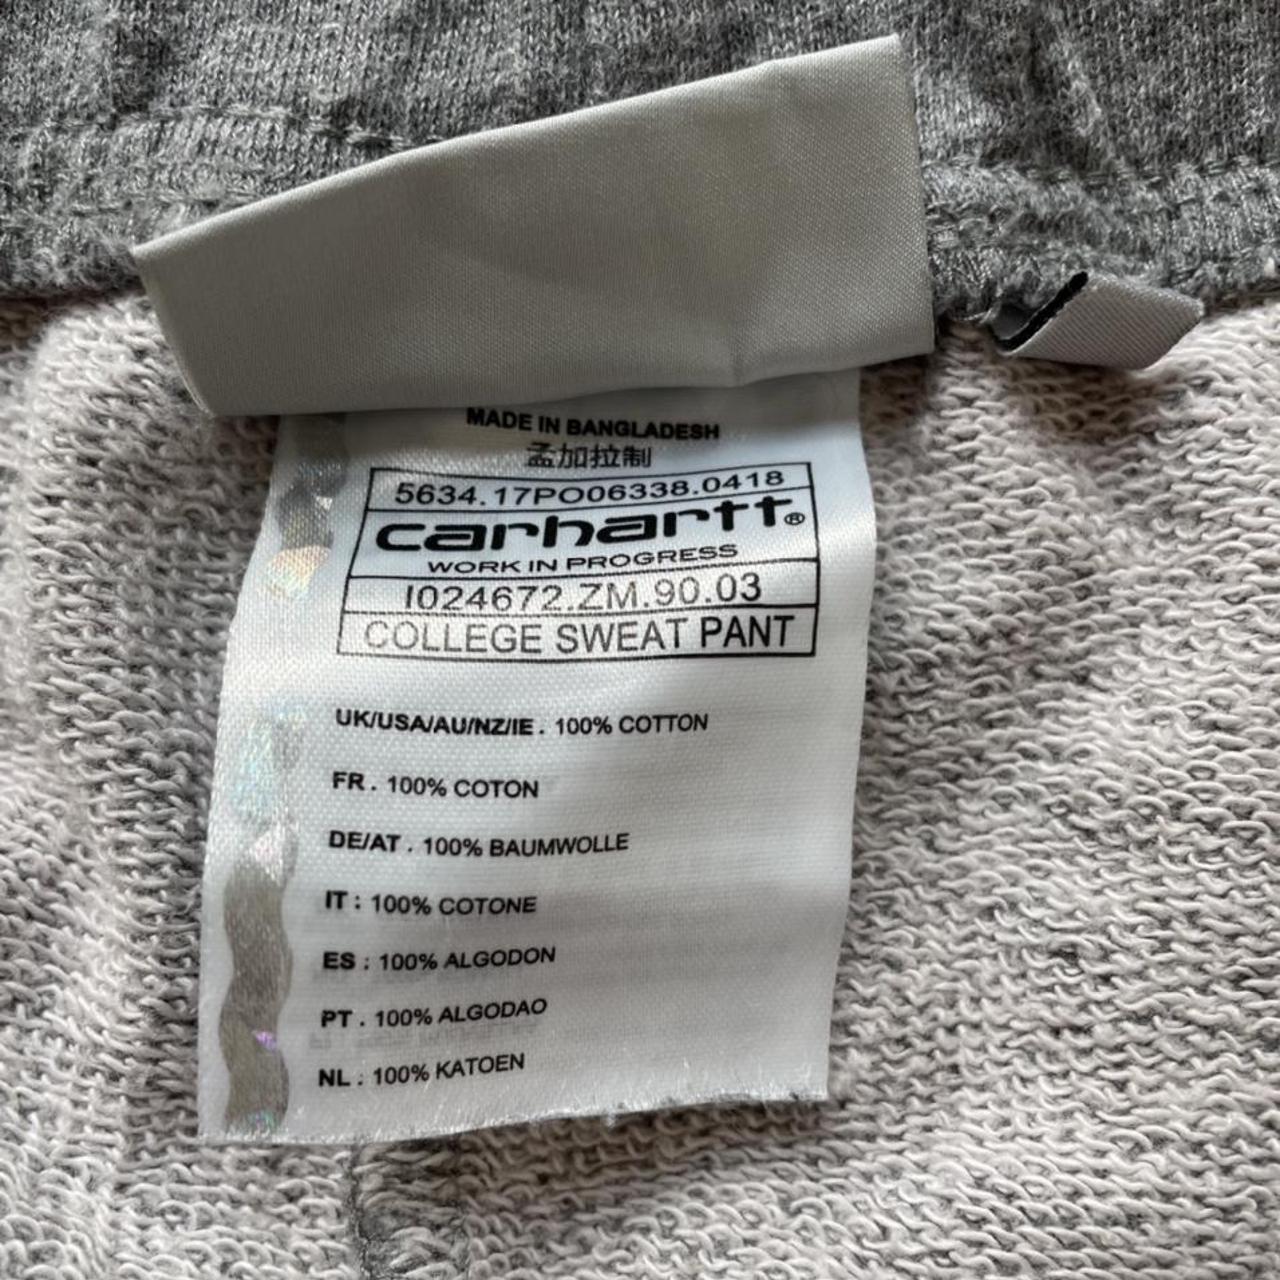 MADE IN BANGLADESH
孟加拉制
5634.17PO06338.0418
carhartt®
WORK IN PROGRESS
I024672.ZM.90.03
COLLEGE SWEAT PANT
UK/USA/AU/NZ/IE . 100% COTTON
FR . 100% COTON
DE/AT . 100% BAUMWOLLE
IT : 100% COTONE
ES : 100% ALGODON
PT . 100% ALGODAO
NL : 100% KATOEN